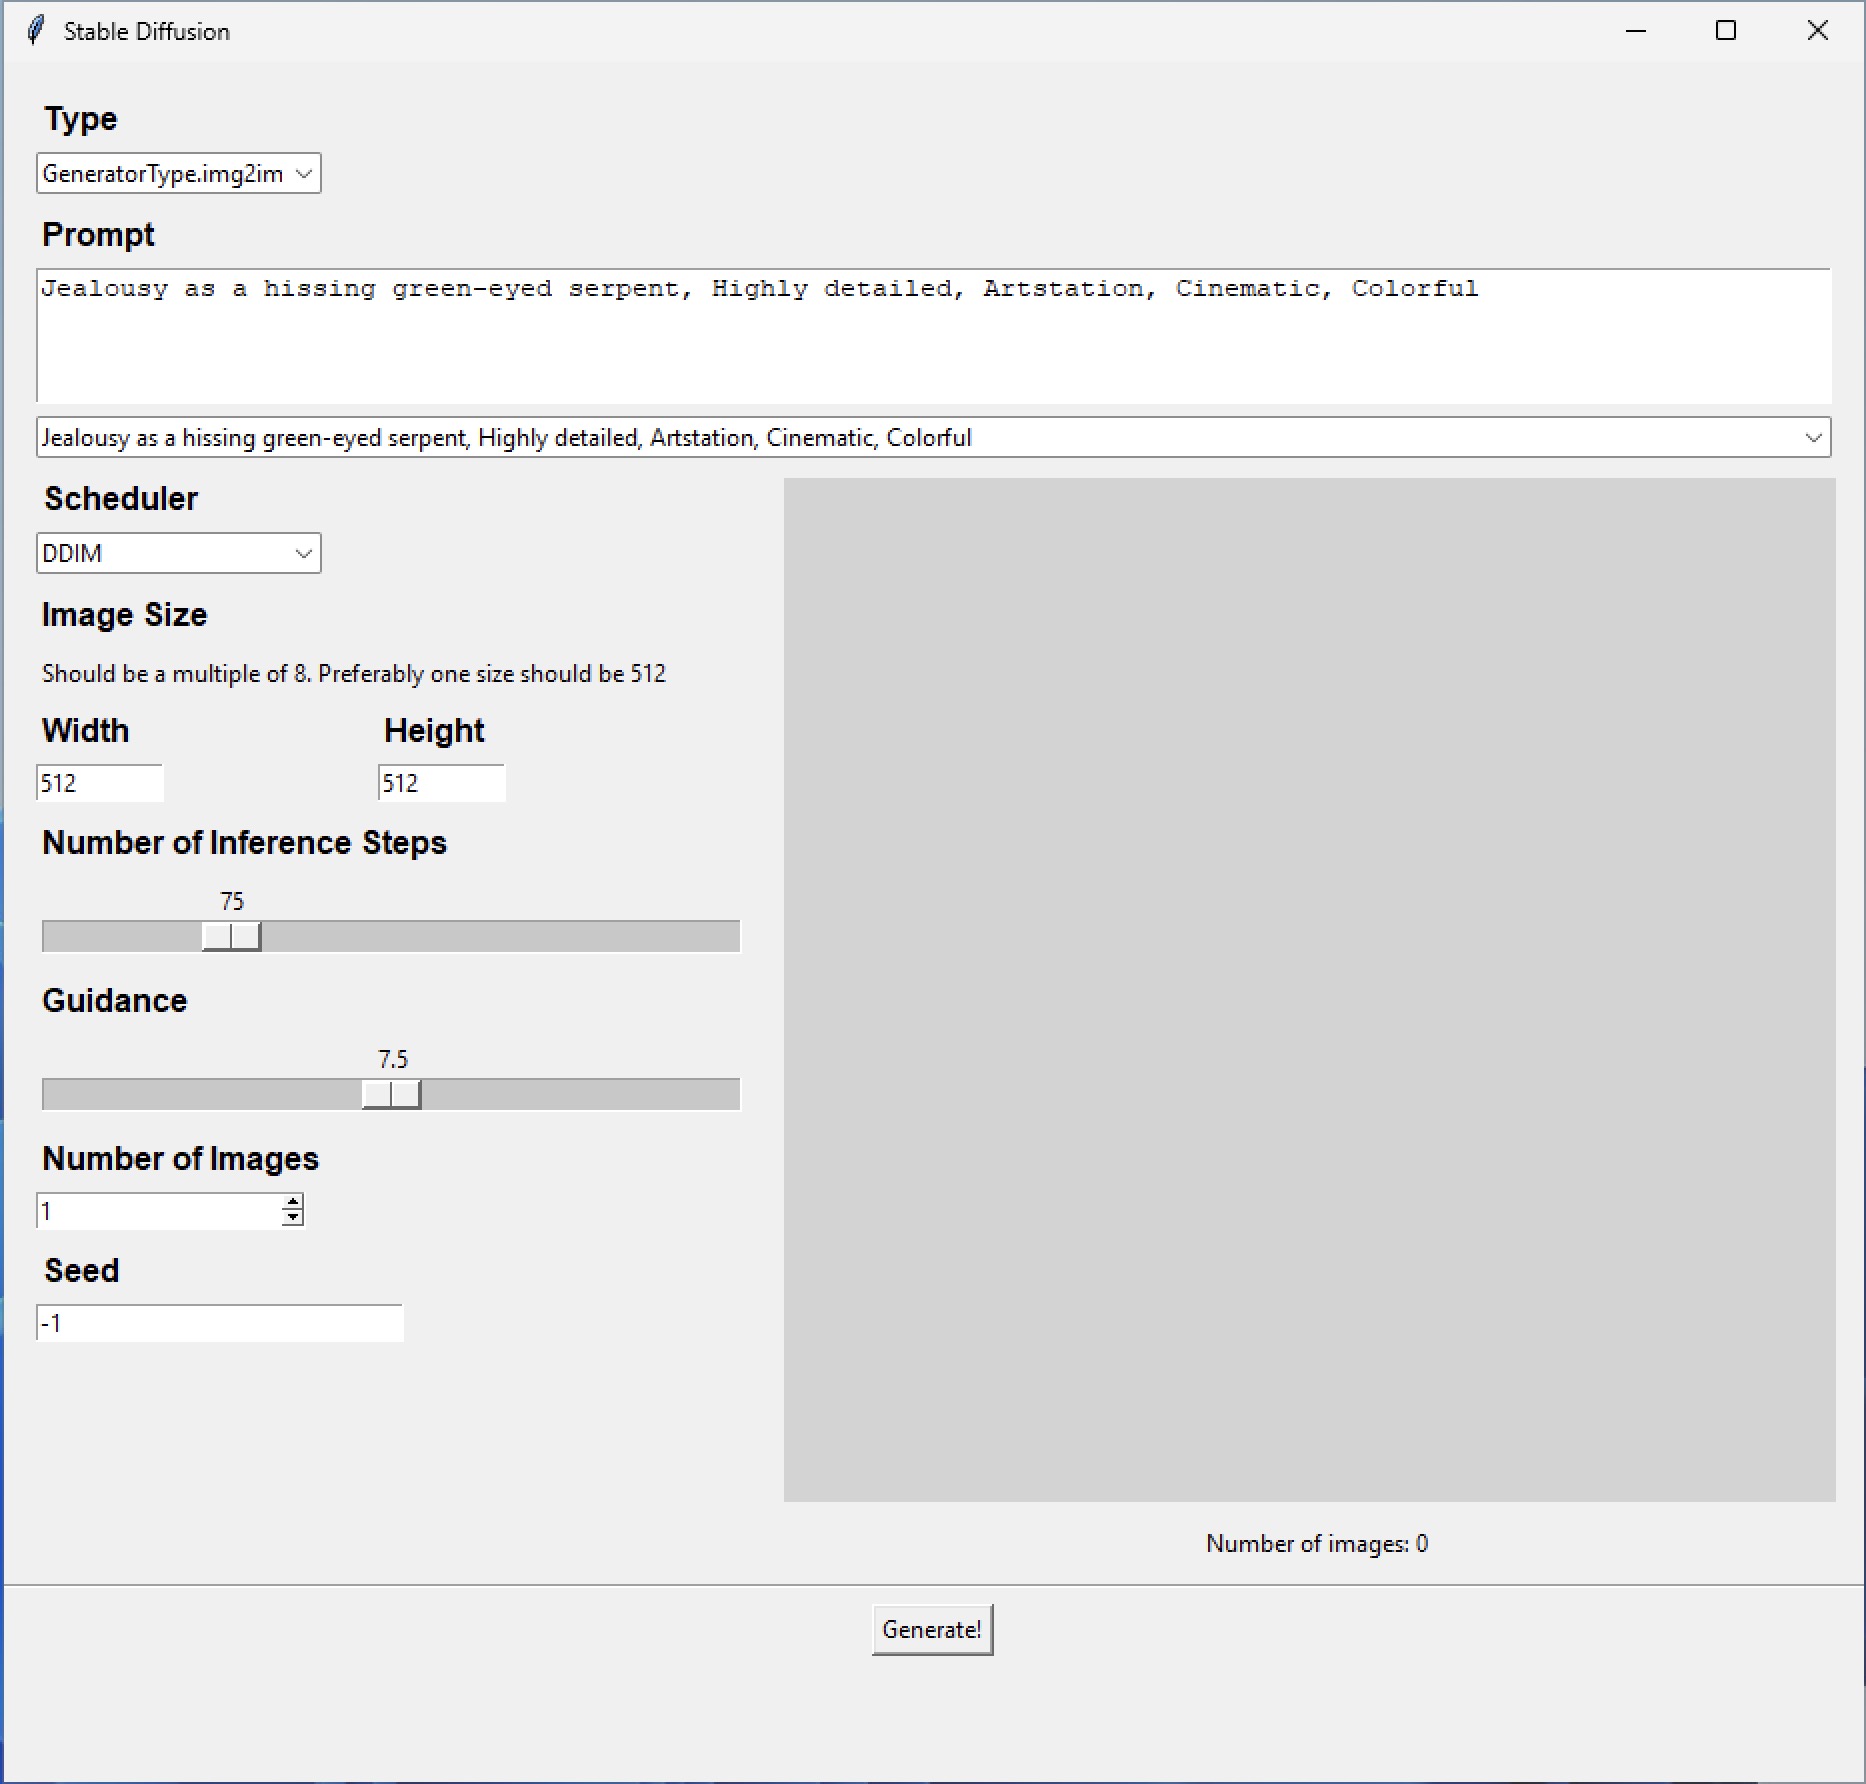 Stable Diffusion
Type
GeneratorType.img2im
Prompt
Jealousy as a hissing green-eyed serpent, Highly detailed, Artstation, Cinematic, Colorful
Jealousy as a hissing green-eyed serpent, Highly detailed, Artstation, Cinematic, Colorful
Scheduler
DDIM
Image Size
Should be a multiple of 8. Preferably one size should be 512
Width Height
512 512
Number of Inference Steps
75
Guidance
7.5
Number of Images
1
Seed
-1
Number of images: 0
Generate!